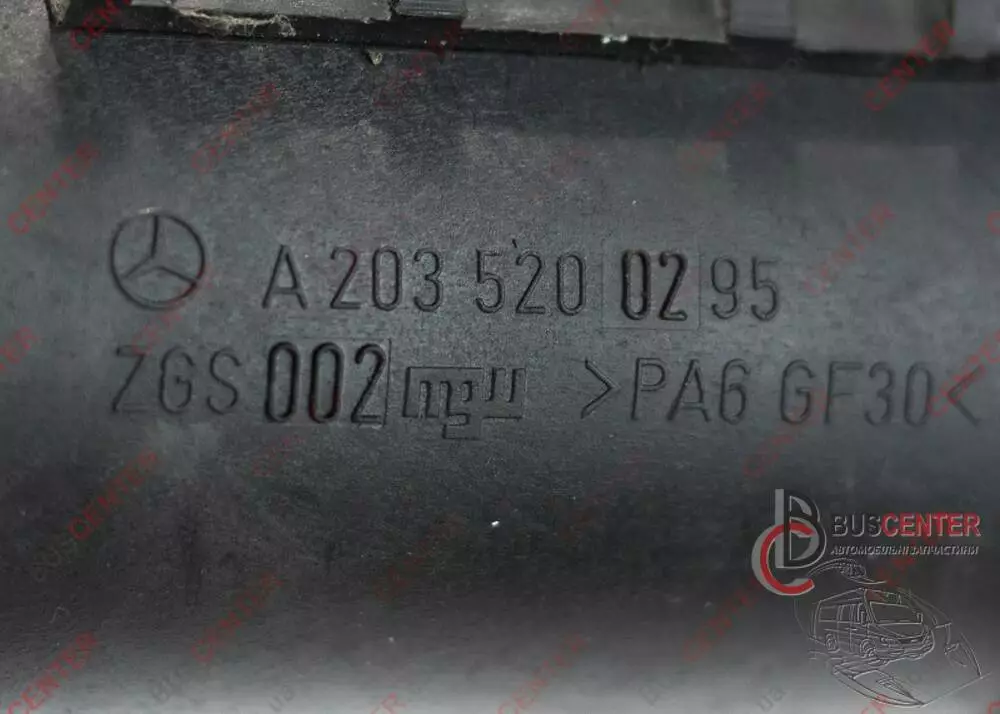 A 203 520 02 95
ZGS 002 >PA6 GF30<
BUSCENTER
АВТОМОБІЛЬНІ ЗАПЧАСТИНИ